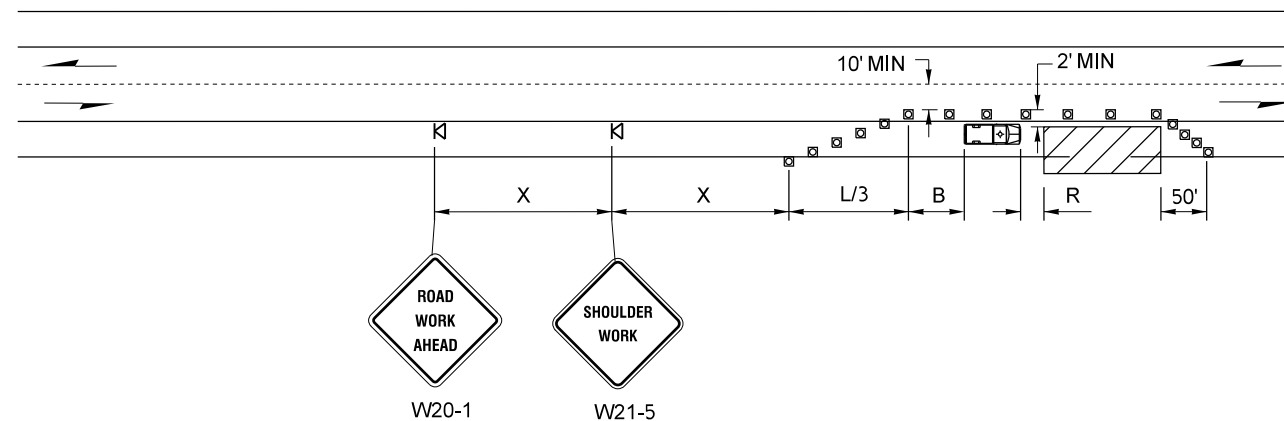 10' MIN
2' MIN
X
X
L/3
B
R
50'
ROAD
WORK
AHEAD
SHOULDER
WORK
W20-1
W21-5